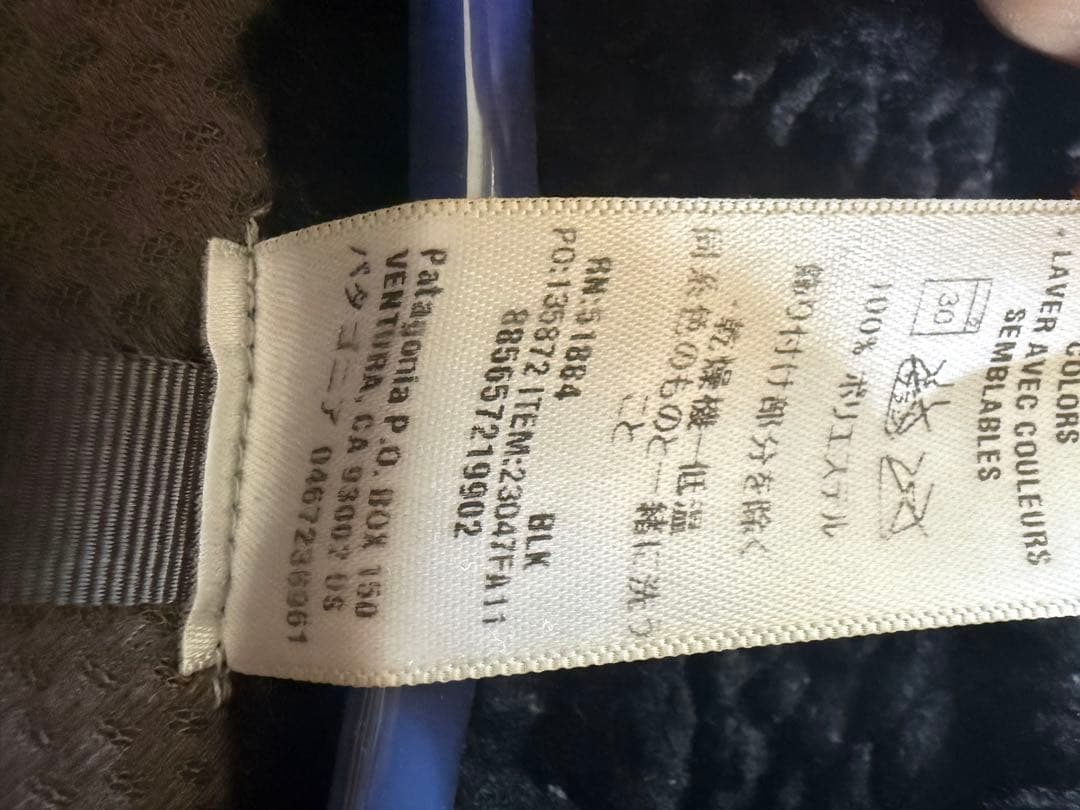 * LAVER AVEC COULEURS
COLORS
SEMBLABLES
30
100% ポリエステル
飾り付け部分を除く
乾燥機－低温
同系色のものと一緒に洗う
こと
RN:51884
BLK
PO:135872 ITEM:23047FA11
885657219902
Patagonia P.O. BOX 150
VENTURA, CA 93002 US
パタゴニア 0467236961